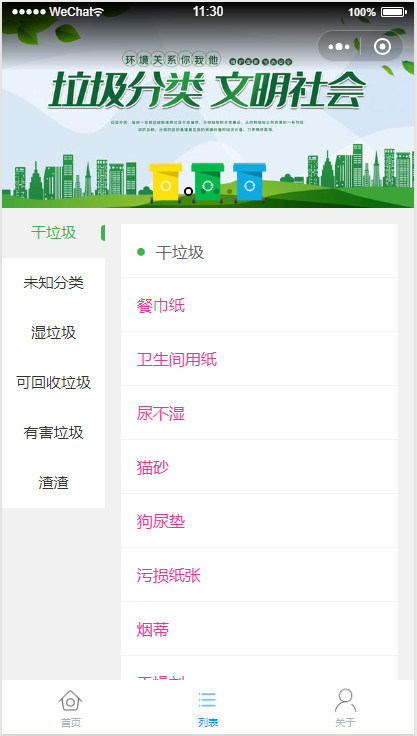 ●●●●● WeChat
11:30
100%
环境关系你我他
垃圾分类 文明社会
干垃圾
未知分类
湿垃圾
可回收垃圾
有害垃圾
渣渣
干垃圾
餐巾纸
卫生间用纸
尿不湿
猫砂
狗尿垫
污损纸张
烟蒂
干燥剂
首页
列表
关于